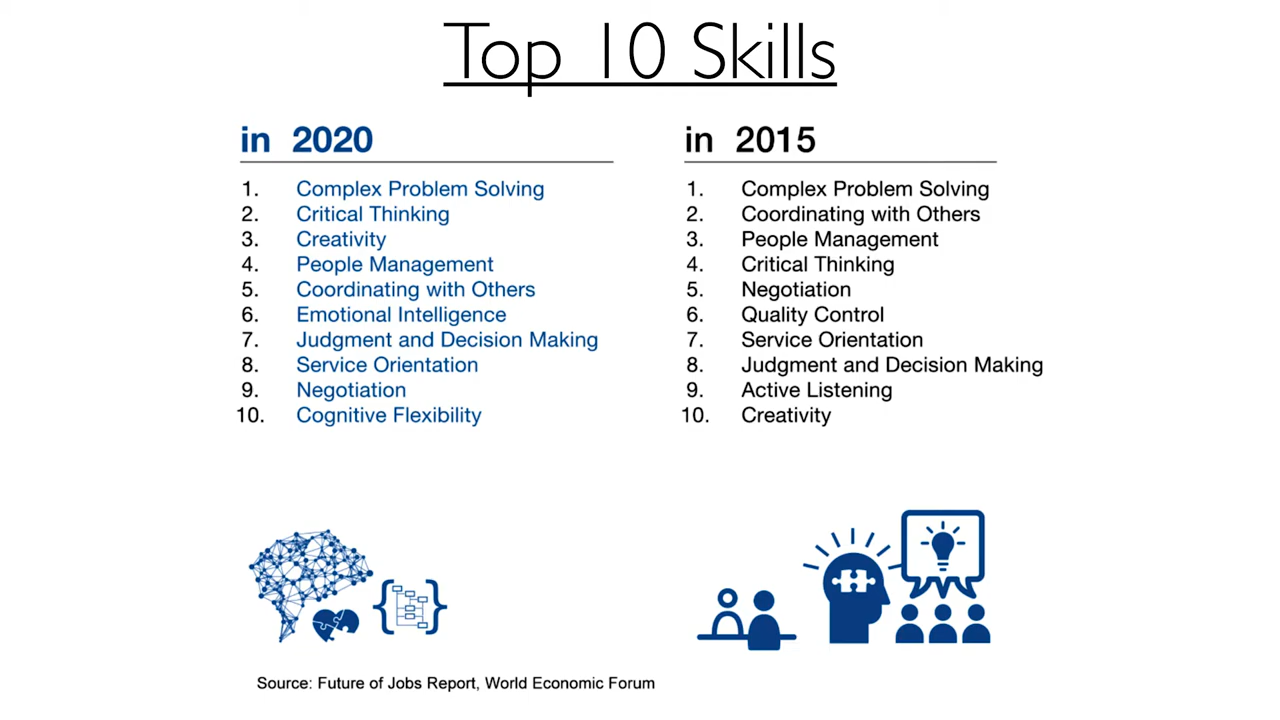 Top 10 Skills
in 2020
1. Complex Problem Solving
2. Critical Thinking
3. Creativity
4. People Management
5. Coordinating with Others
6. Emotional Intelligence
7. Judgment and Decision Making
8. Service Orientation
9. Negotiation
10. Cognitive Flexibility
in 2015
1. Complex Problem Solving
2. Coordinating with Others
3. People Management
4. Critical Thinking
5. Negotiation
6. Quality Control
7. Service Orientation
8. Judgment and Decision Making
9. Active Listening
10. Creativity
Source: Future of Jobs Report, World Economic Forum